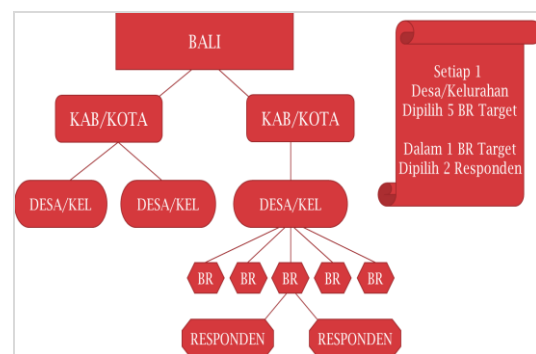 BALI
KAB/KOTA
KAB/KOTA
DESA/KEL
DESA/KEL
DESA/KEL
BR
BR
BR
BR
BR
RESPONDEN
RESPONDEN
Setiap 1
Desa/Kelurahan
Dipilih 5 BR Target
Dalam 1 BR Target
Dipilih 2 Responden